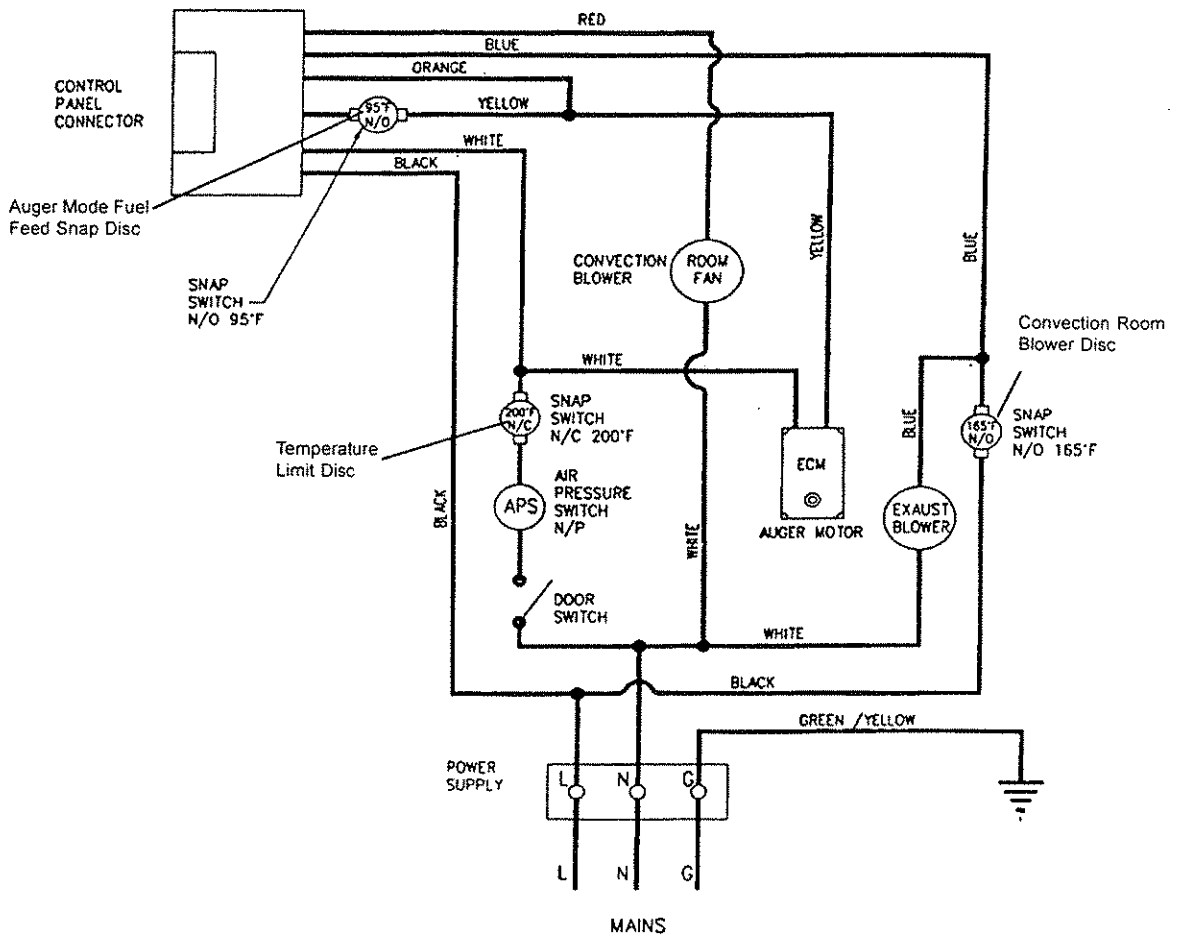 RED
BLUE
ORANGE
CONTROL
PANEL
CONNECTOR
95°F
N/O
YELLOW
WHITE
BLACK
Auger Mode Fuel
Feed Snap Disc
SNAP
SWITCH
N/O 95°F
CONVECTION
BLOWER
ROOM
FAN
YELLOW
BLUE
Convection Room
Blower Disc
WHITE
200°F
N/C
SNAP
SWITCH
N/C 200°F
Temperature
Limit Disc
BLUE
165°F
N/O
SNAP
SWITCH
N/O 165°F
ECM
AUGER MOTOR
BLACK
APS
AIR
PRESSURE
SWITCH
N/P
WHITE
EXAUST
BLOWER
DOOR
SWITCH
WHITE
BLACK
GREEN /YELLOW
POWER
SUPPLY
L N G
L N G
MAINS